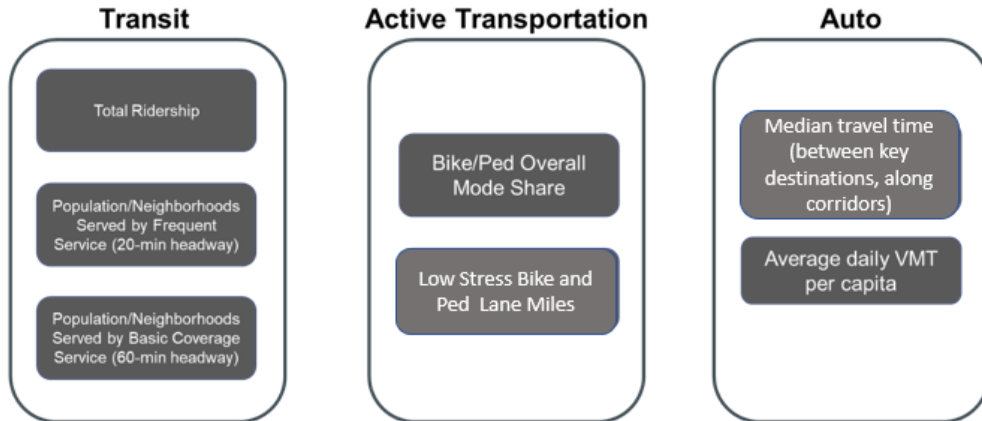 Transit
Total Ridership
Population/Neighborhoods
Served by Frequent
Service (20-min headway)
Population/Neighborhoods
Served by Basic Coverage
Service (60-min headway)
Active Transportation
Bike/Ped Overall
Mode Share
Low Stress Bike and
Ped Lane Miles
Auto
Median travel time
(between key
destinations, along
corridors)
Average daily VMT
per capita